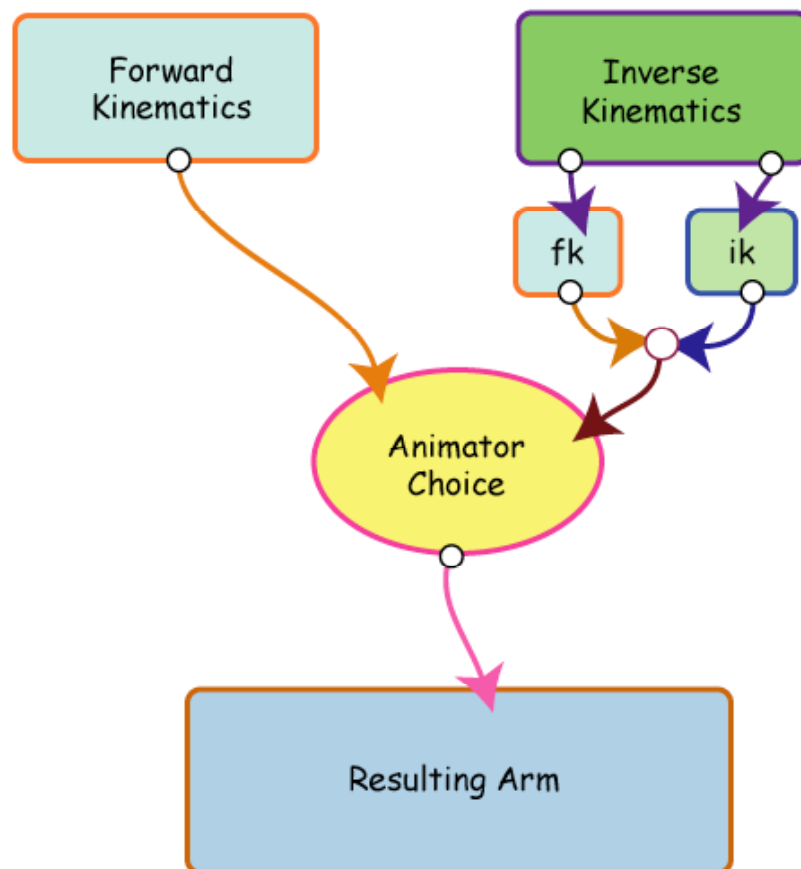 Forward
Kinematics
Inverse
Kinematics
fk
ik
Animator
Choice
Resulting Arm